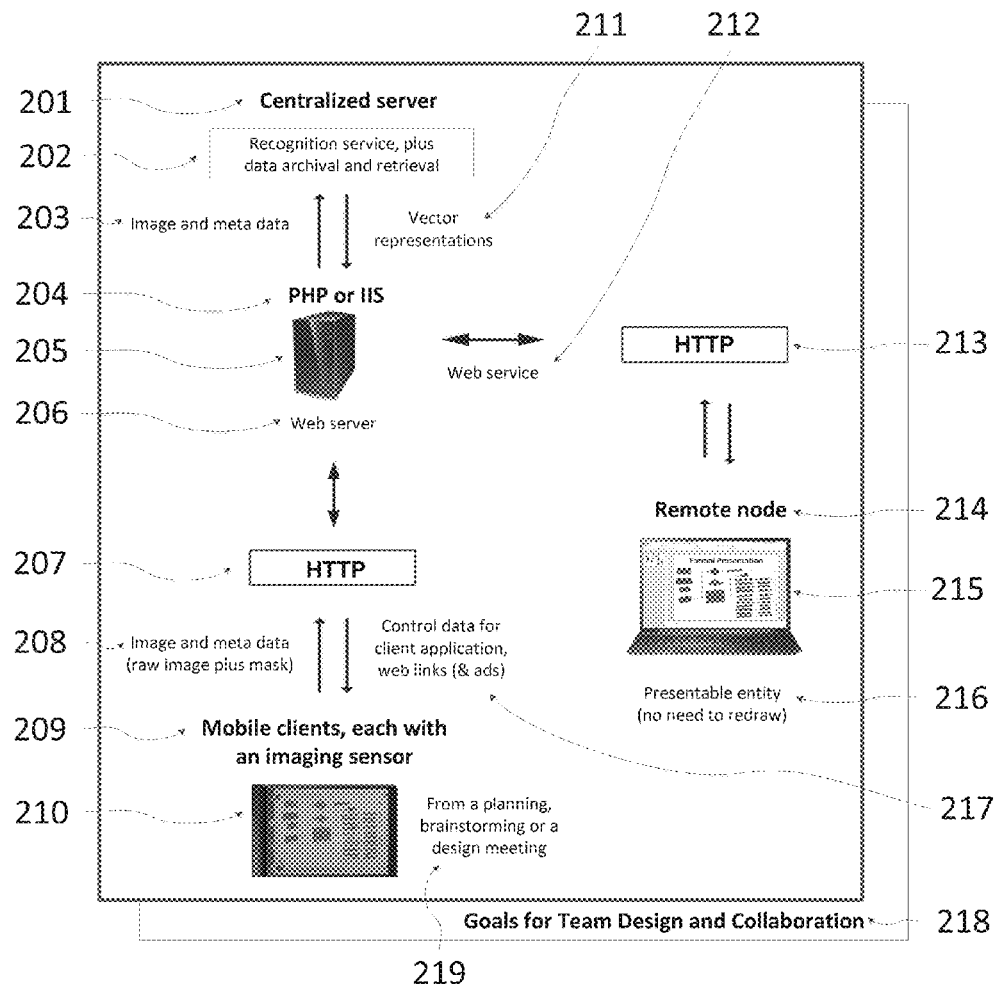 211
212
201
Centralized server
202
Recognition service, plus
data archival and retrieval
203
Image and meta data
Vector
representations
204
PHP or IIS
205
HTTP
213
Web service
206
Web server
Remote node
214
207
HTTP
Formal Presentation
215
208
Image and meta data
(raw image plus mask)
Control data for
client application,
web links (& ads)
Presentable entity
(no need to redraw)
216
209
Mobile clients, each with
an imaging sensor
210
From a planning,
brainstorming or a
design meeting
217
Goals for Team Design and Collaboration
218
219